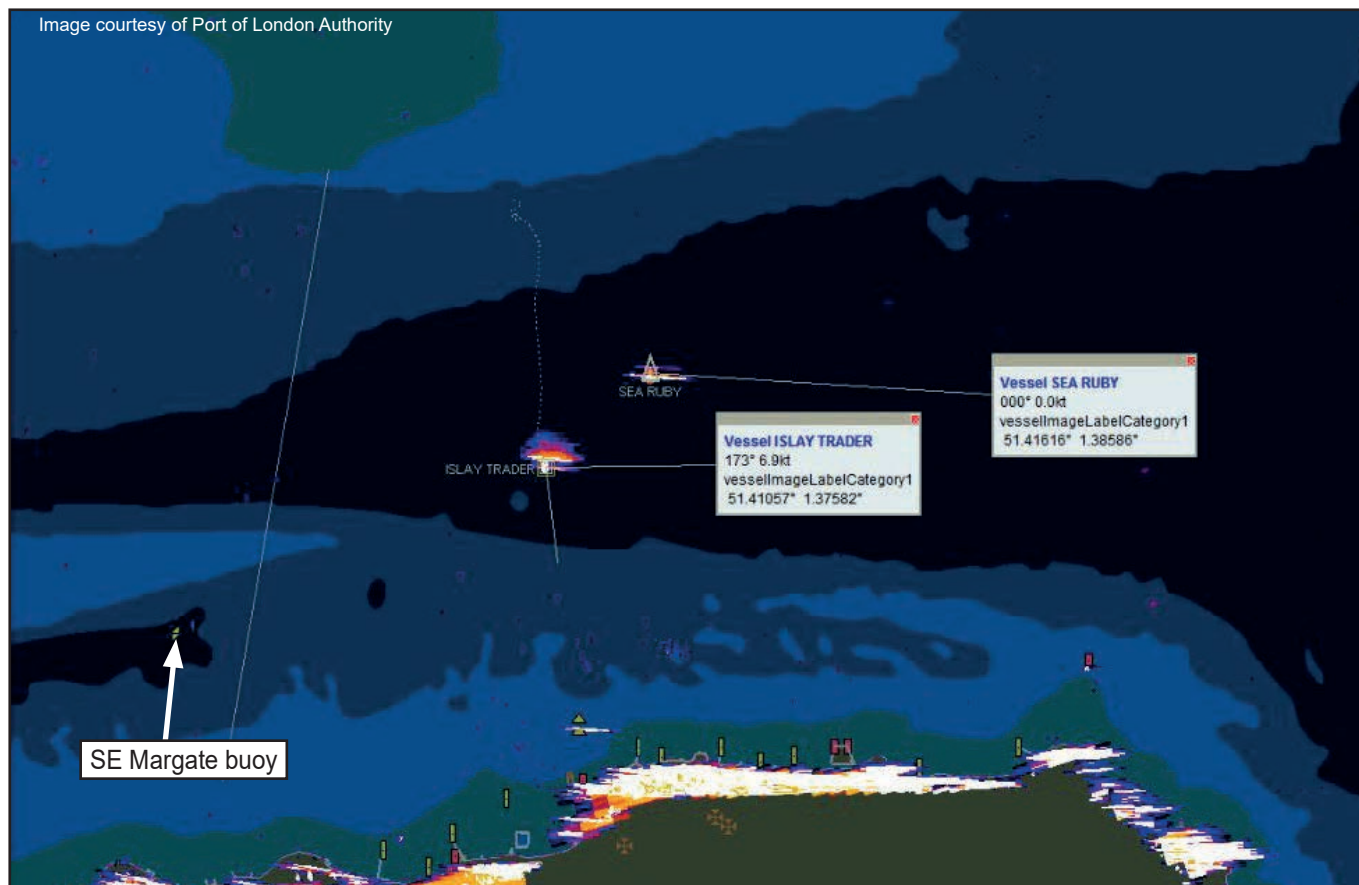 Image courtesy of Port of London Authority
SEA RUBY
Vessel SEA RUBY
000° 0.0kt
vesselImageLabelCategory1
51.41616° 1.38586°
ISLAY TRADER
Vessel ISLAY TRADER
173° 6.9kt
vesselImageLabelCategory1
51.41057° 1.37582°
SE Margate buoy